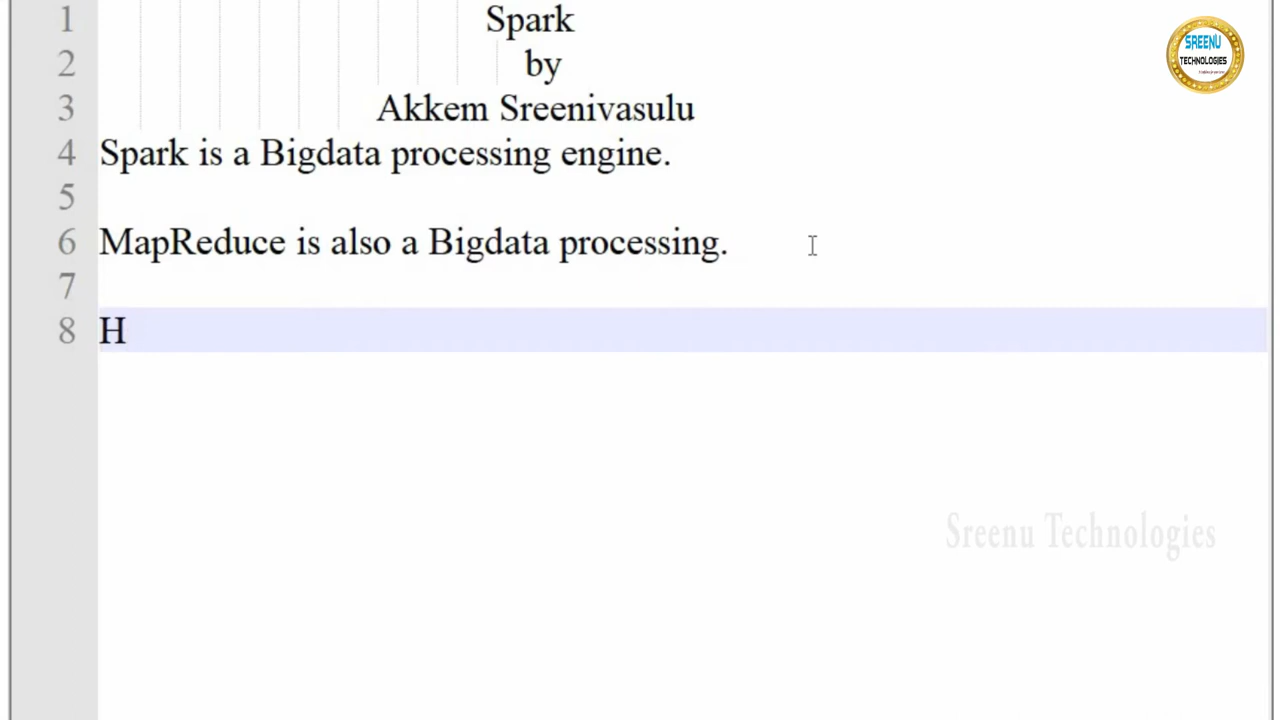 1 Spark
2 by
3 Akkem Sreenivasulu
4 Spark is a Bigdata processing engine.
5
6 MapReduce is also a Bigdata processing.
7
8 H
SREENU
TECHNOLOGIES
Sreenu Technologies